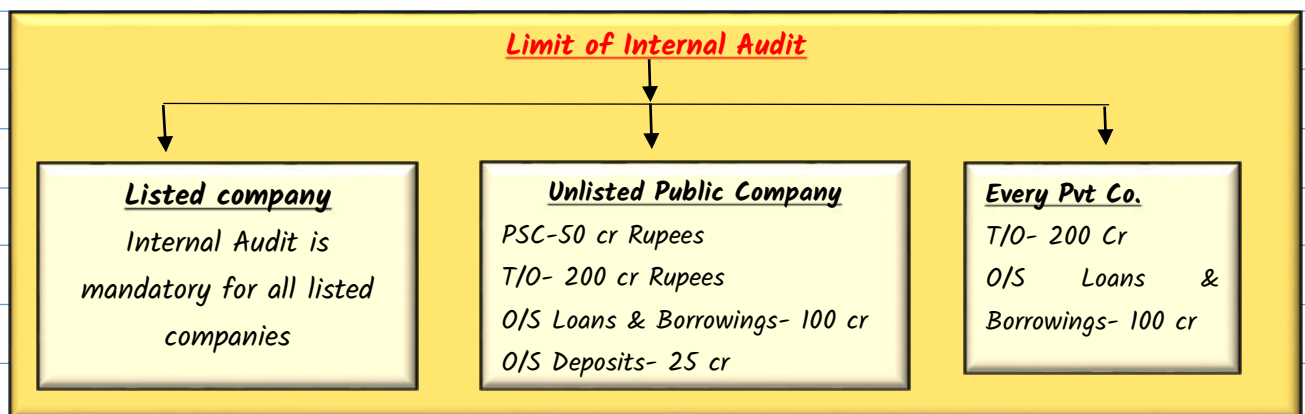 Limit of Internal Audit
Listed company
Internal Audit is
mandatory for all listed
companies
Unlisted Public Company
PSC-50 cr Rupees
T/O- 200 cr Rupees
O/S Loans & Borrowings- 100 cr
O/S Deposits- 25 cr
Every Pvt Co.
T/O- 200 Cr
O/S Loans &
Borrowings- 100 cr